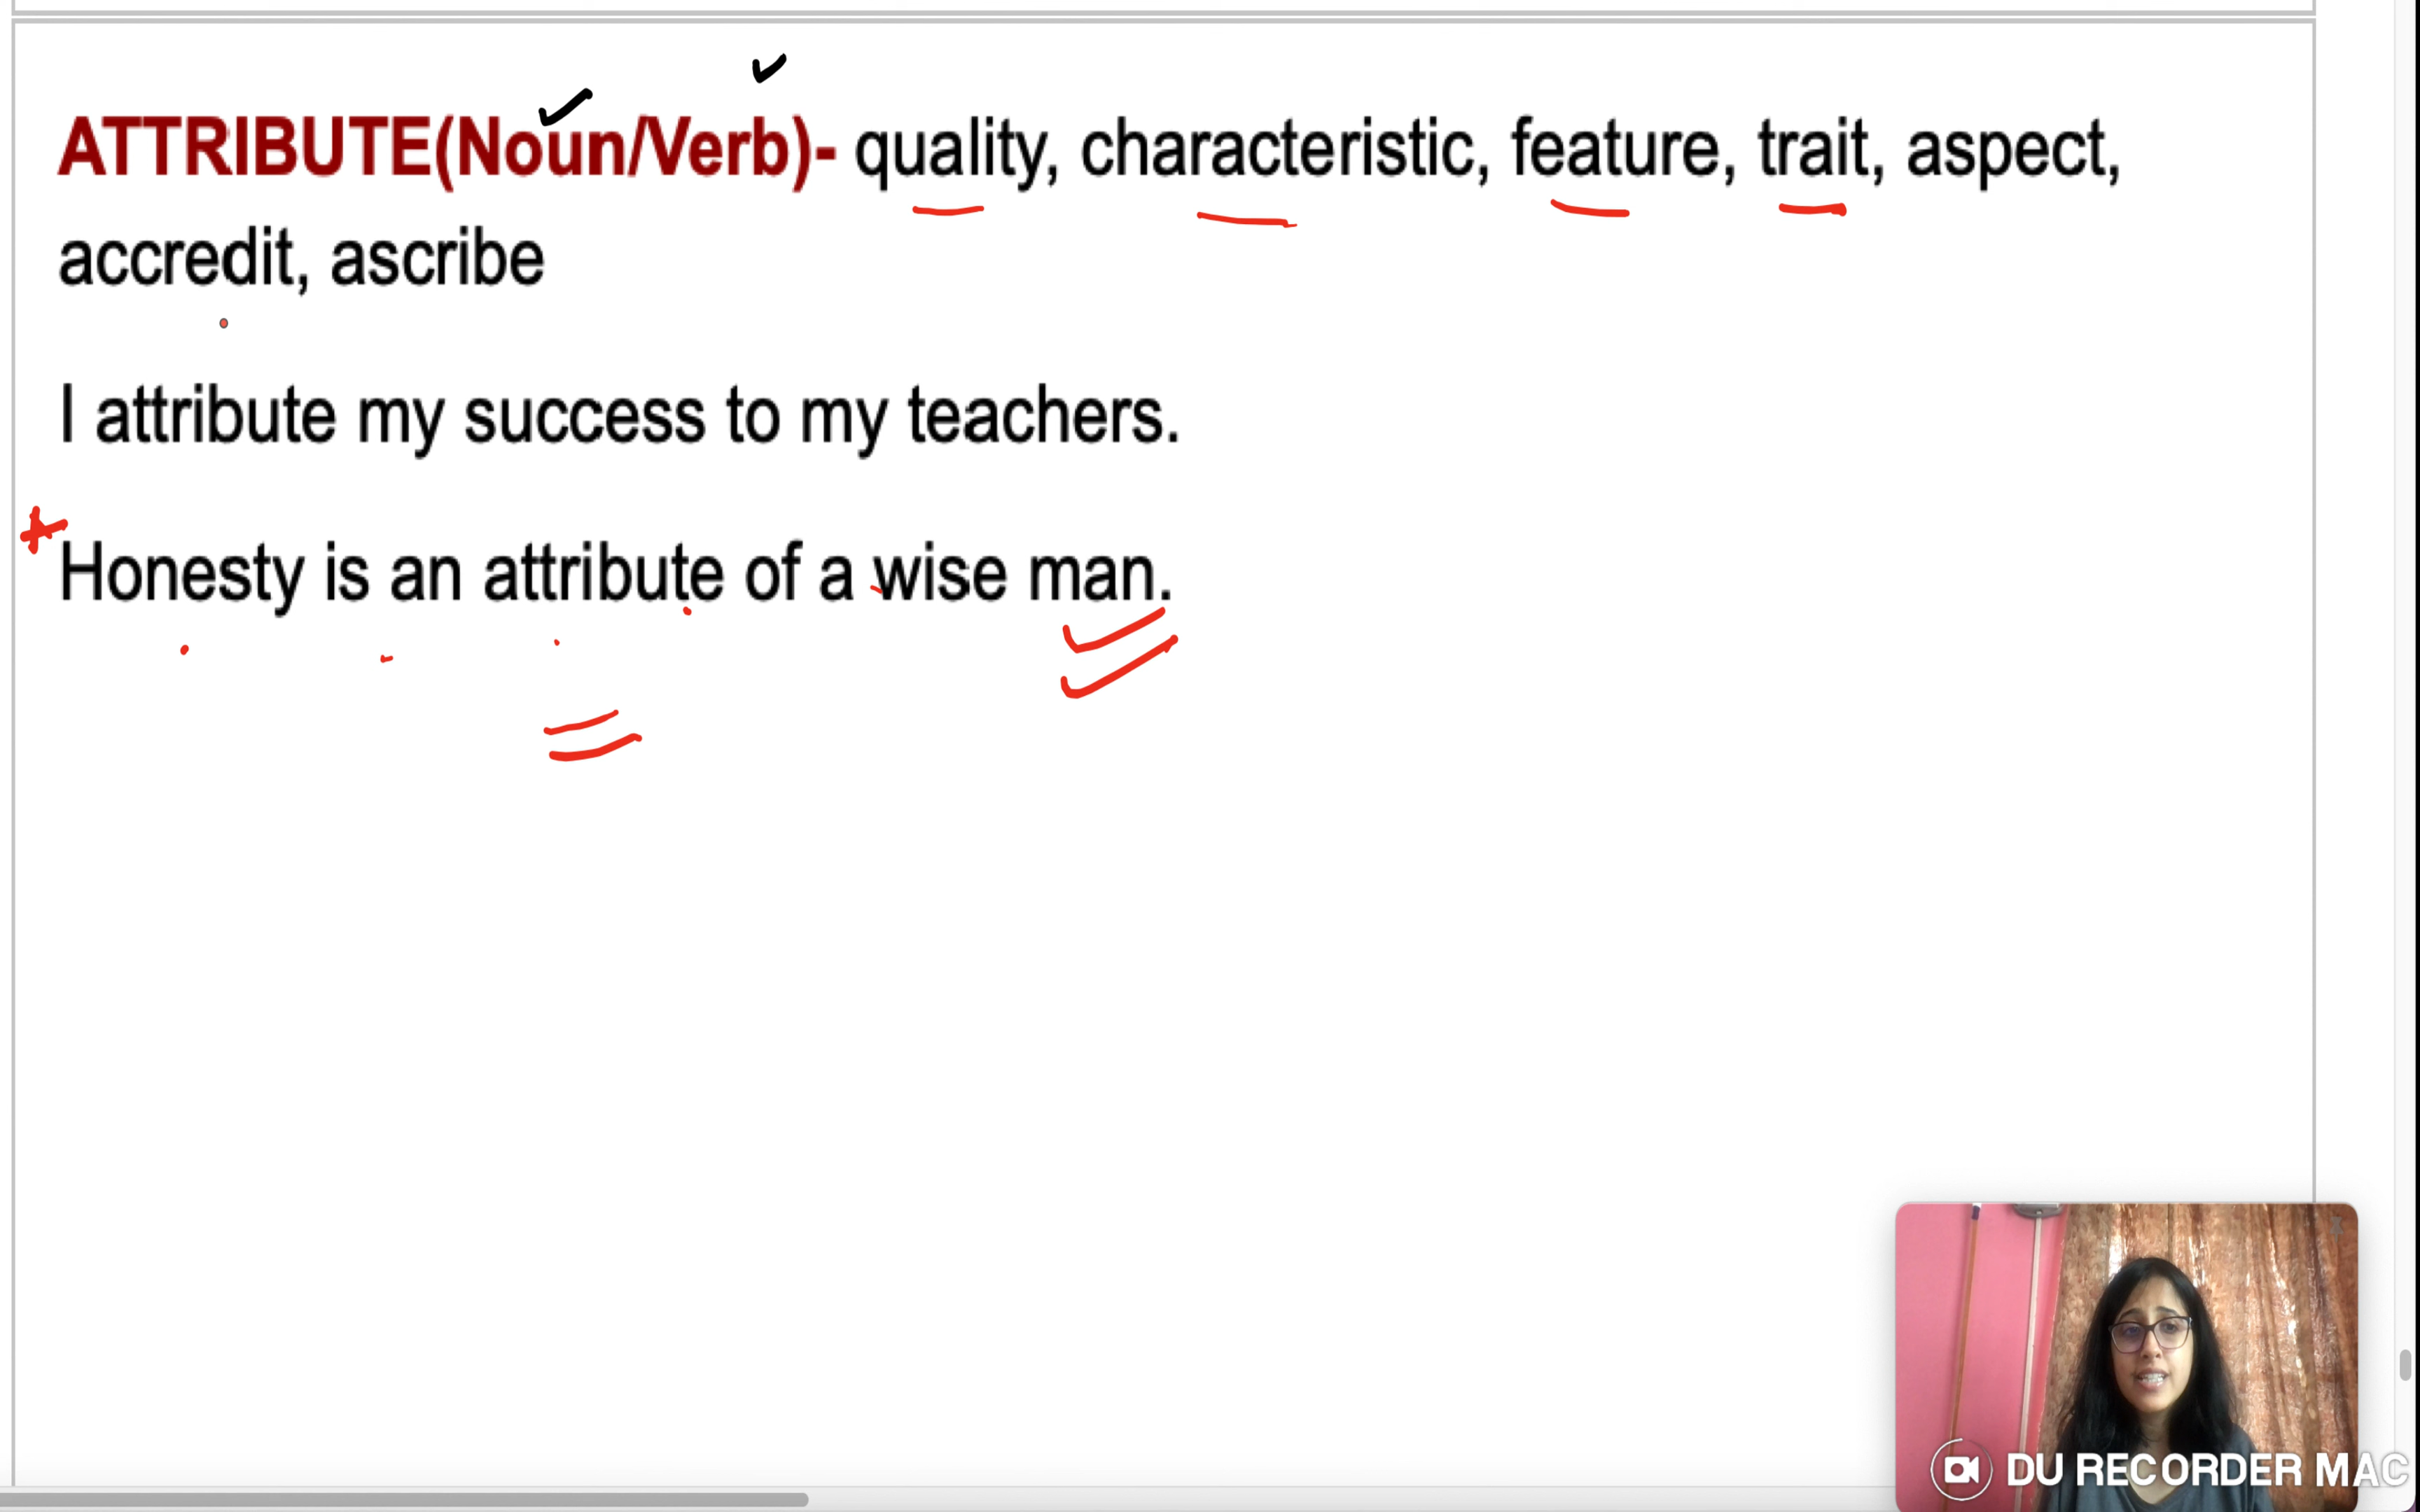 ATTRIBUTE(Noun/Verb)- quality, characteristic, feature, trait, aspect,
accredit, ascribe
I attribute my success to my teachers.
Honesty is an attribute of a wise man.
DU RECORDER MAC